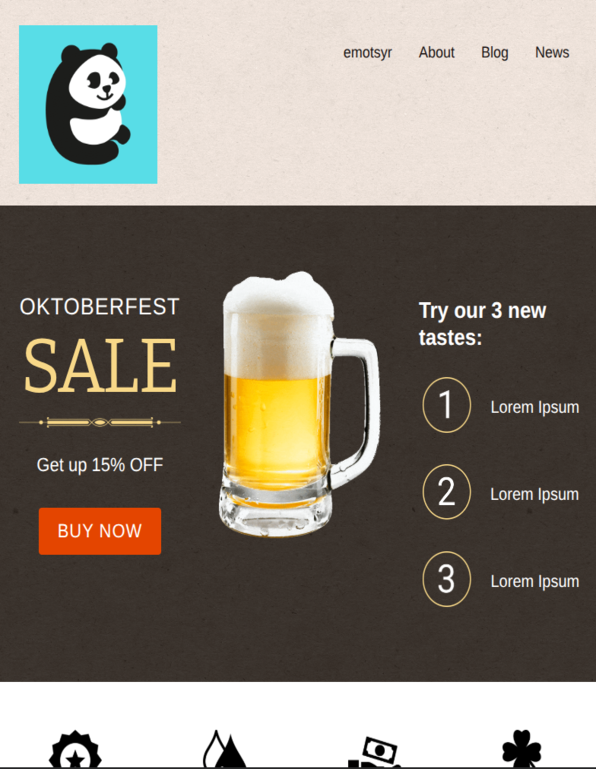 emotsyr About Blog News
OKTOBERFEST
SALE
Get up 15% OFF
BUY NOW
Try our 3 new
tastes:
1 Lorem Ipsum
2 Lorem Ipsum
3 Lorem Ipsum